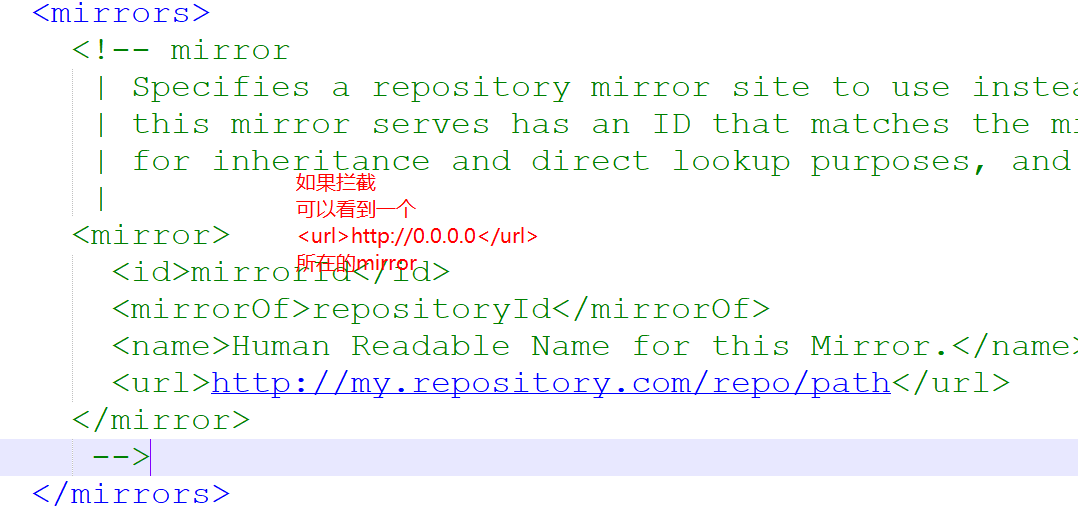 <mirrors>
<!-- mirror
| Specifies a repository mirror site to use instea
| this mirror serves has an ID that matches the mi
| for inheritance and direct lookup purposes, and
|
如果拦截
可以看到一个
<url>http://0.0.0.0</url>
所在的mirror
<mirror>
<id>mirrorId</id>
<mirrorOf>repositoryId</mirrorOf>
<name>Human Readable Name for this Mirror.</name>
<url>http://my.repository.com/repo/path</url>
</mirror>
-->
</mirrors>